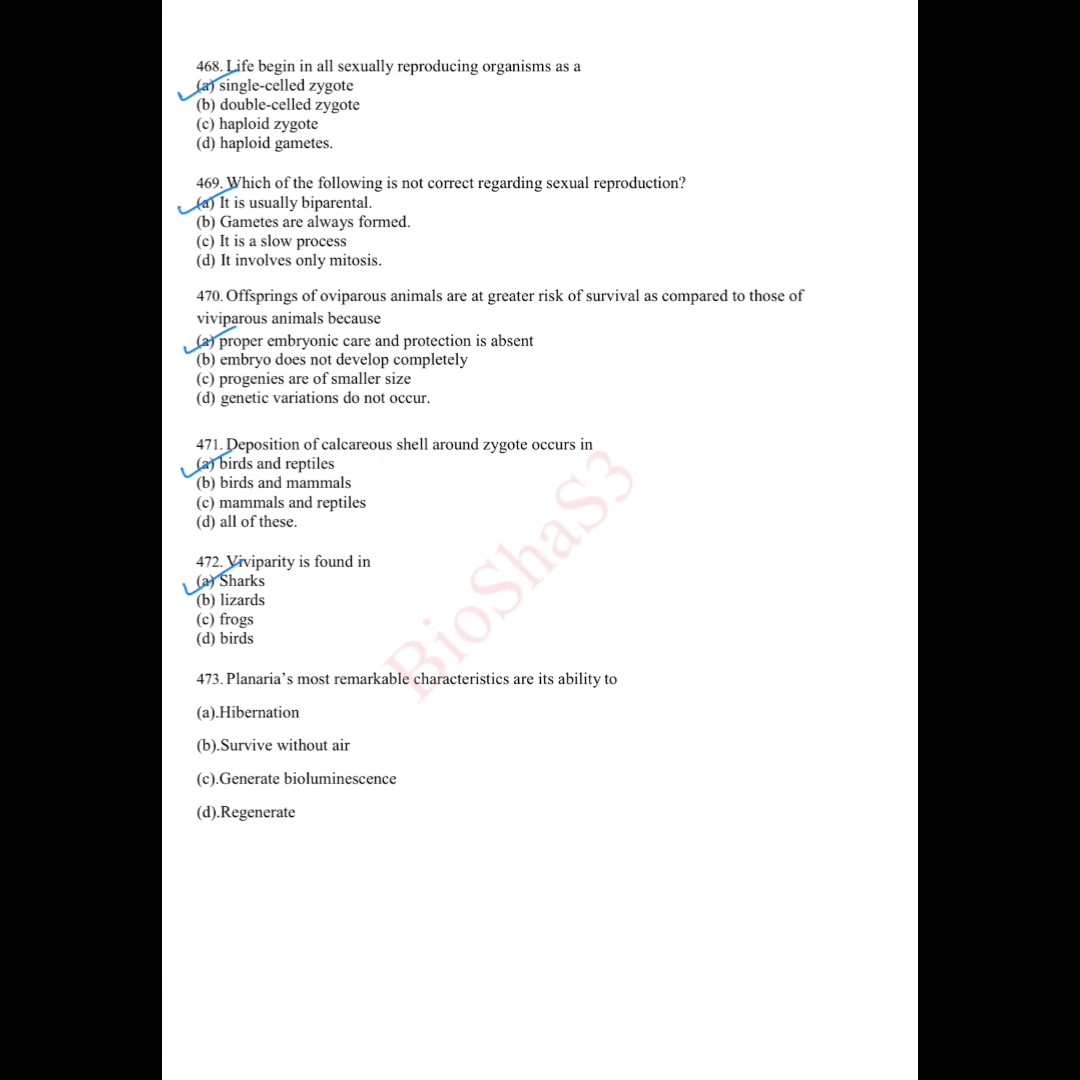 468. Life begin in all sexually reproducing organisms as a
(a) single-celled zygote
(b) double-celled zygote
(c) haploid zygote
(d) haploid gametes.
469. Which of the following is not correct regarding sexual reproduction?
(a) It is usually biparental.
(b) Gametes are always formed.
(c) It is a slow process
(d) It involves only mitosis.
470. Offsprings of oviparous animals are at greater risk of survival as compared to those of
viviparous animals because
(a) proper embryonic care and protection is absent
(b) embryo does not develop completely
(c) progenies are of smaller size
(d) genetic variations do not occur.
471. Deposition of calcareous shell around zygote occurs in
(a) birds and reptiles
(b) birds and mammals
(c) mammals and reptiles
(d) all of these.
472. Viviparity is found in
(a) Sharks
(b) lizards
(c) frogs
(d) birds
473. Planaria’s most remarkable characteristics are its ability to
(a).Hibernation
(b).Survive without air
(c).Generate bioluminescence
(d).Regenerate
BioShaS3